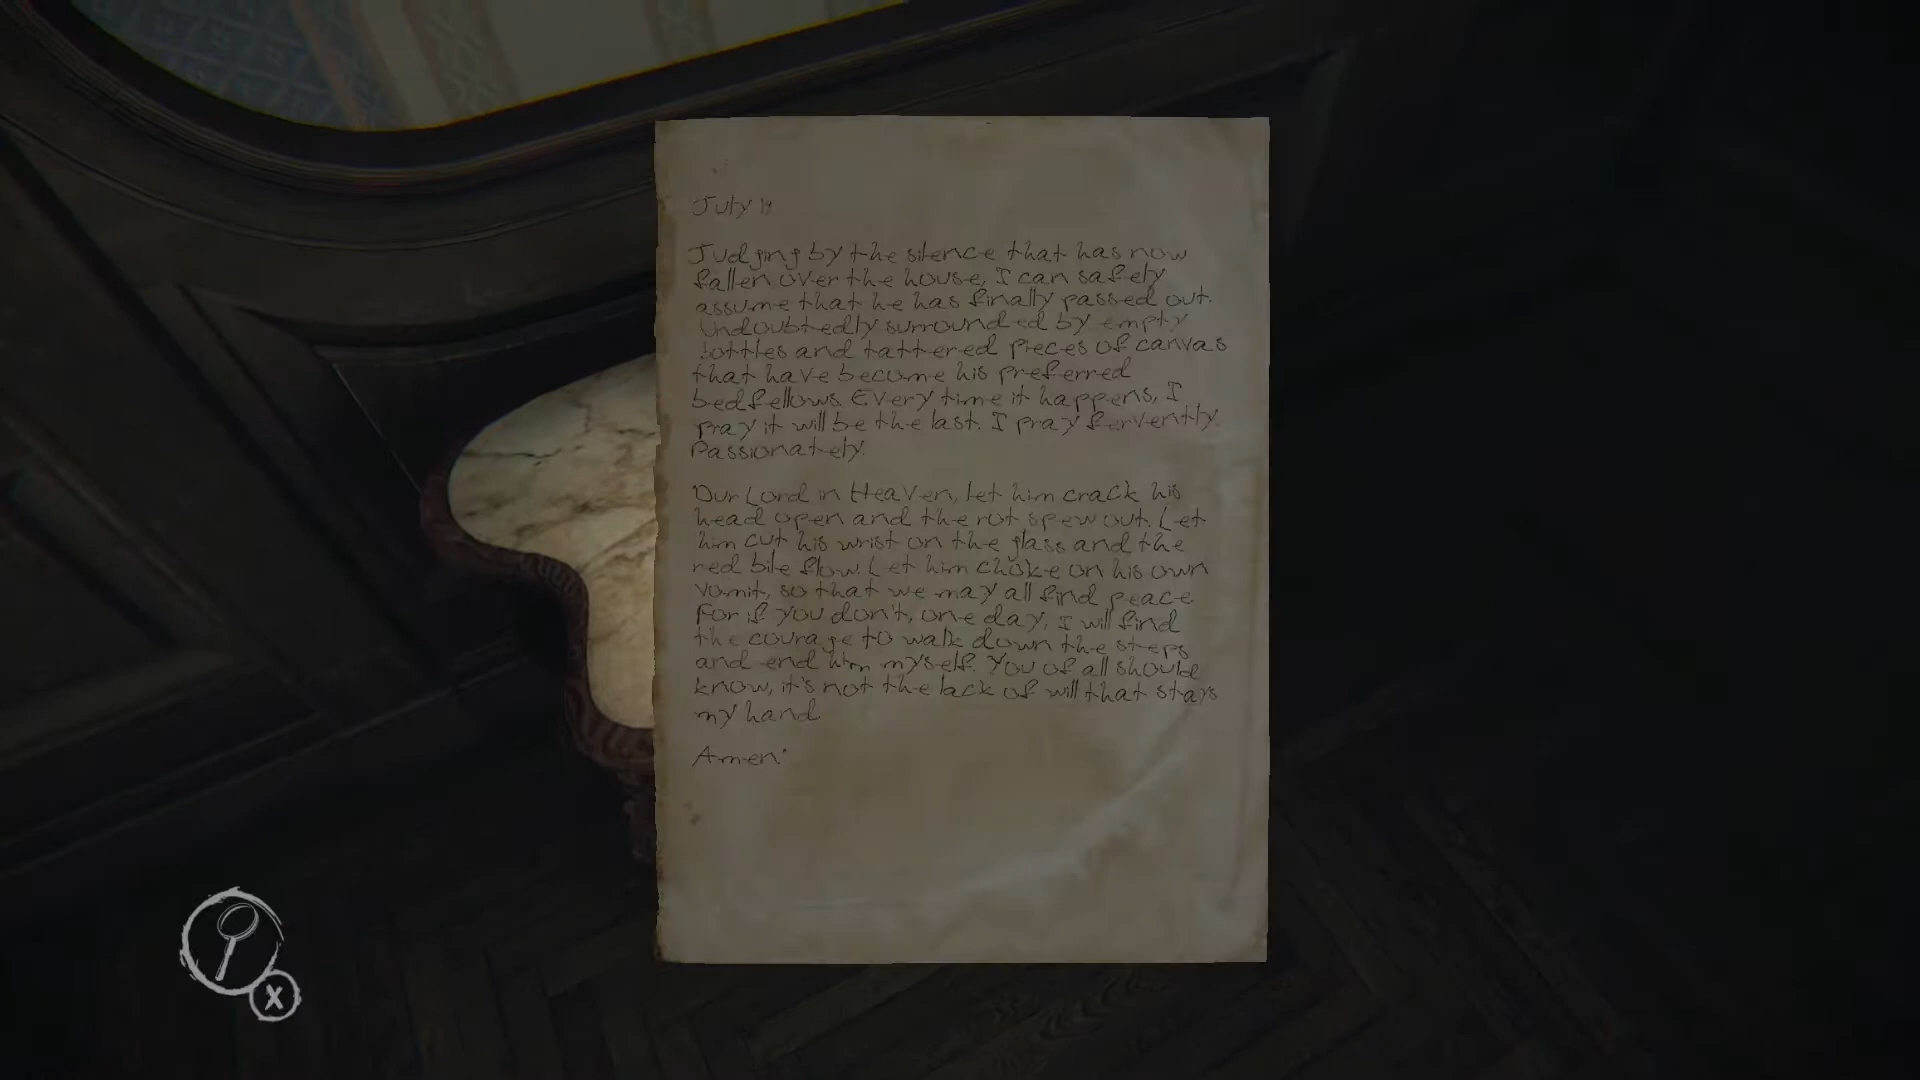 July 19
Judging by the silence that has now
fallen over the house, I can safely
assume that he has finally passed out.
Undoubtedly surrounded by empty
bottles and tattered pieces of canvas
that have become his preferred
bedfellows. Every time it happens, I
pray it will be the last. I pray fervently.
Passionately.
Our Lord in Heaven, let him crack his
head open and the rot spew out. Let
him cut his wrist on the glass and the
red bile flow. Let him choke on his own
vomit, so that we may all find peace.
For if you don't, one day, I will find
the courage to walk down the steps
and end him myself. You of all should
know, it's not the lack of will that stays
my hand
Amen
X